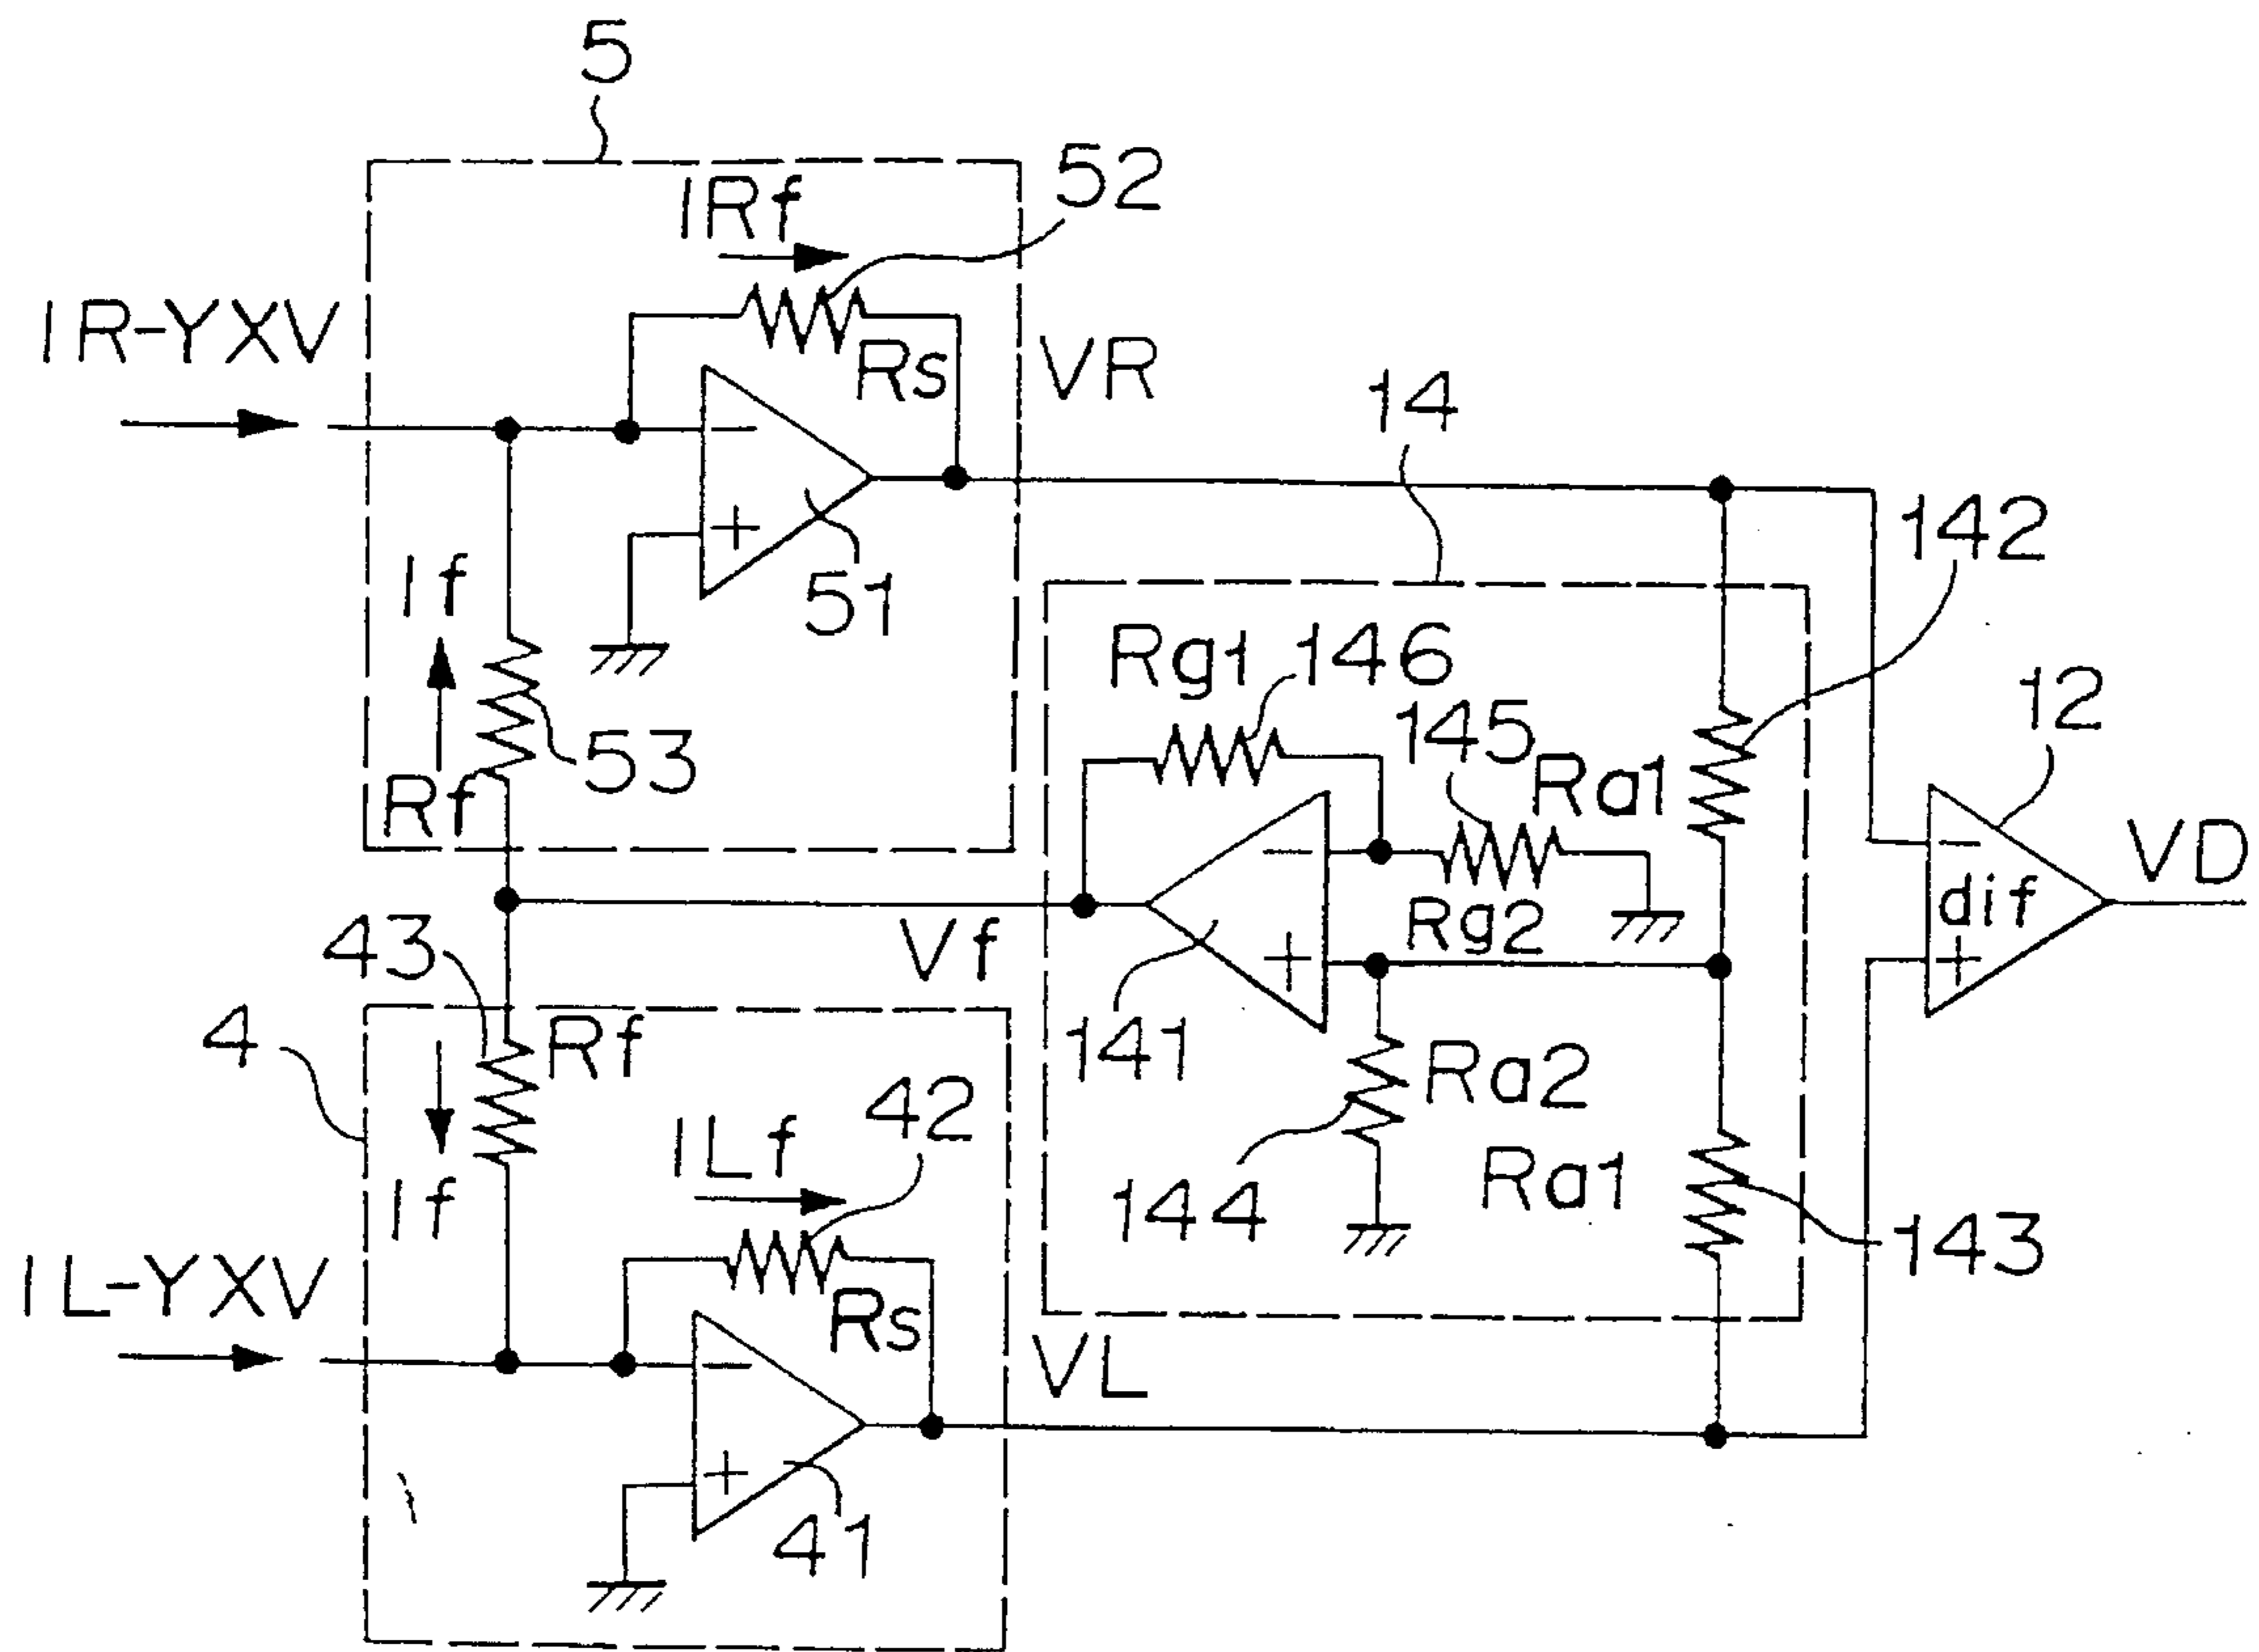 5
IRf
52
IR-YXV
Rs
VR
14
−
+
51
If
142
53
Rf
Rg1
146
145
Ra1
12
−
−
dif
+
VD
Rg2
+
Vf
43
141
4
Rf
42
Ra2
ILf
144
Ra1
If
143
IL-YXV
Rs
VL
−
+
41